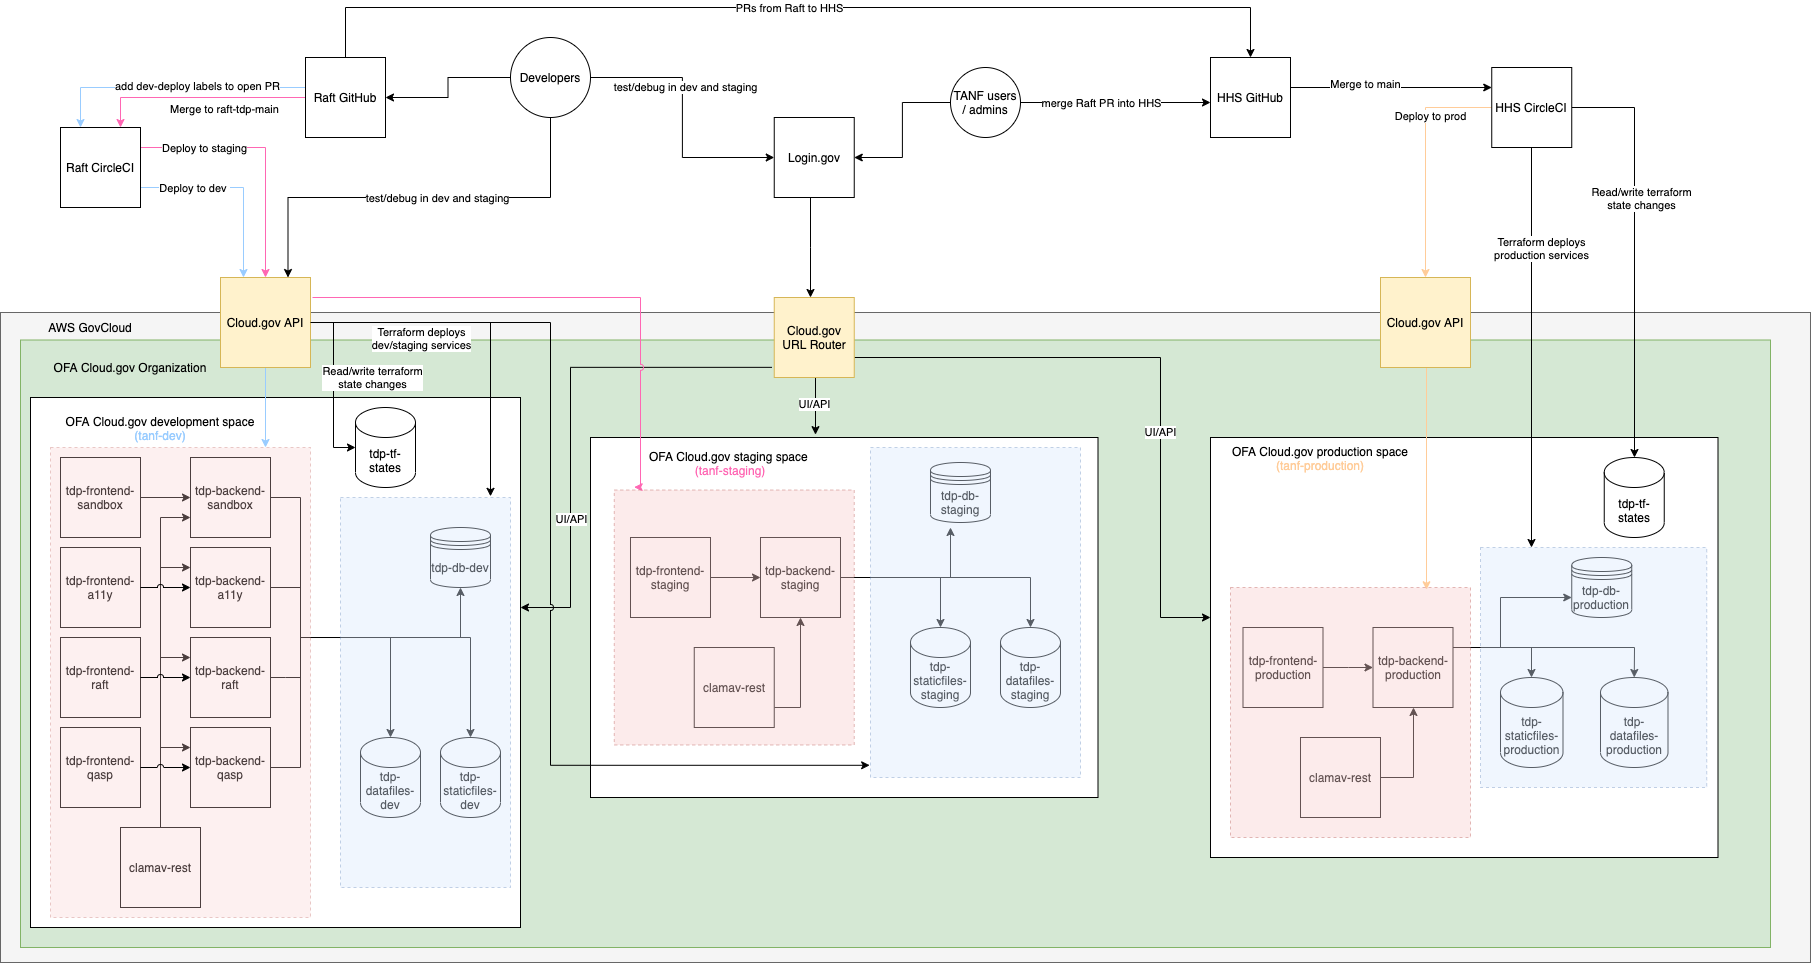 PRs from Raft to HHS
Developers
Raft GitHub
add dev-deploy labels to open PR
Merge to raft-tdp-main
test/debug in dev and staging
TANF users
/ admins
merge Raft PR into HHS
HHS GitHub
Merge to main
HHS CircleCI
Deploy to prod
Raft CircleCI
Deploy to staging
Deploy to dev
Login.gov
test/debug in dev and staging
Read/write terraform
state changes
Terraform deploys
production services
AWS GovCloud
Cloud.gov API
Terraform deploys
dev/staging services
Cloud.gov
URL Router
Cloud.gov API
OFA Cloud.gov Organization
Read/write terraform
state changes
UI/API
UI/API
UI/API
OFA Cloud.gov development space
(tanf-dev)
tdp-tf-
states
tdp-frontend-
sandbox
tdp-backend-
sandbox
tdp-frontend-
a11y
tdp-backend-
a11y
tdp-frontend-
raft
tdp-backend-
raft
tdp-frontend-
qasp
tdp-backend-
qasp
clamav-rest
tdp-db-dev
tdp-
datafiles-
dev
tdp-
staticfiles-
dev
OFA Cloud.gov staging space
(tanf-staging)
tdp-frontend-
staging
tdp-backend-
staging
clamav-rest
tdp-db-
staging
tdp-
staticfiles-
staging
tdp-
datafiles-
staging
OFA Cloud.gov production space
(tanf-production)
tdp-tf-
states
tdp-frontend-
production
tdp-backend-
production
clamav-rest
tdp-db-
production
tdp-
staticfiles-
production
tdp-
datafiles-
production